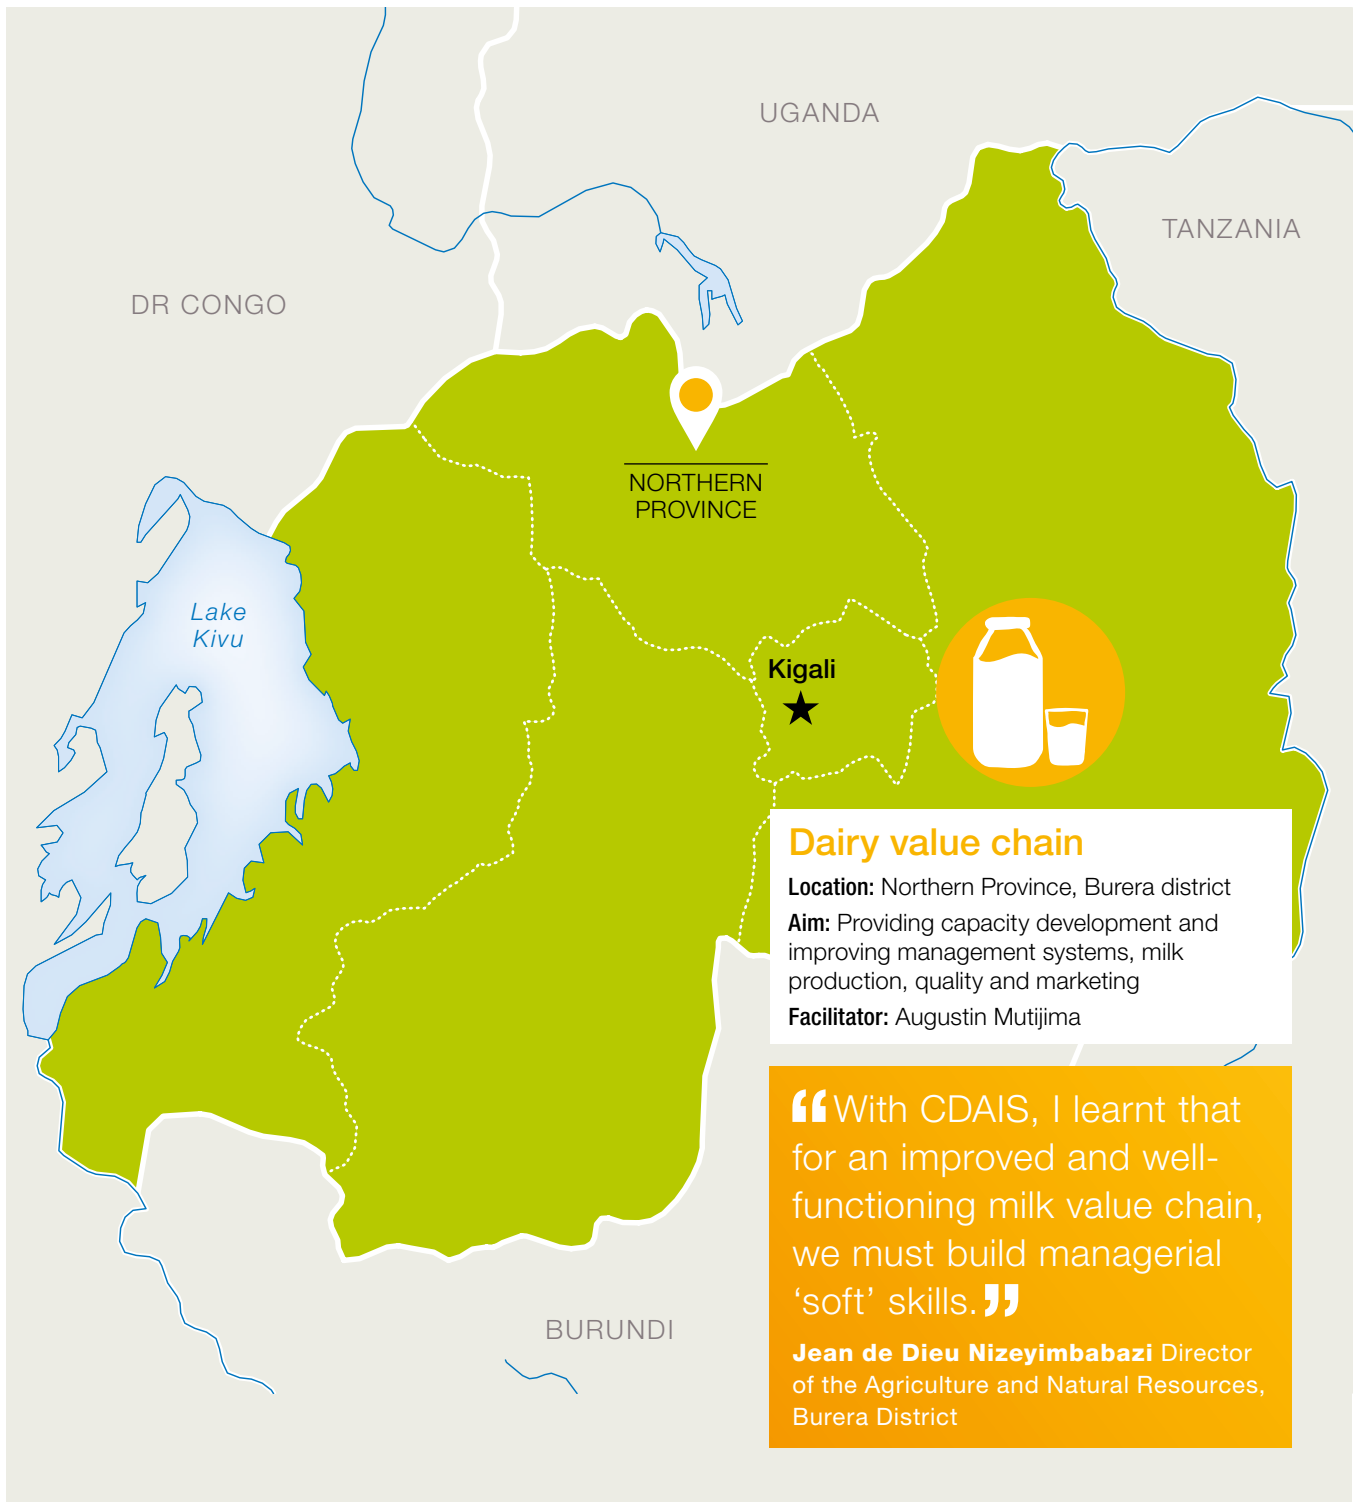 UGANDA
TANZANIA
DR CONGO
NORTHERN
PROVINCE
Lake
Kivu
Kigali
Dairy value chain
Location: Northern Province, Burera district
Aim: Providing capacity development and
improving management systems, milk
production, quality and marketing
Facilitator: Augustin Mutijima
“With CDAIS, I learnt that
for an improved and well-
functioning milk value chain,
we must build managerial
‘soft’ skills.”
Jean de Dieu Nizeyimbabazi Director
of the Agriculture and Natural Resources,
Burera District
BURUNDI